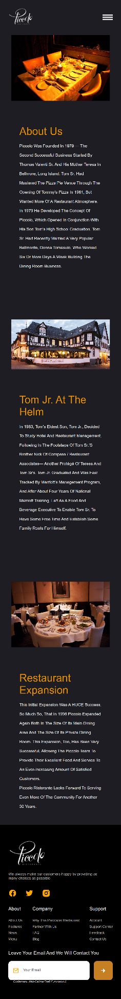 Piccolo
RISTORANTE
About Us
Piccolo Was Founded In 1979 — The
Second Successful Business Started By
Thomas Valenti Sr. And His Mother Teresa In
Bellmore, Long Island. Tom Sr. Had
Mastered The Pizza Pie Venue Through The
Opening Of Tommy's Pizza In 1961, But
Wanted More Of A Restaurant Atmosphere.
In 1979 He Developed The Concept Of
Piccolo, Which Opened In Conjunction With
His Son Tom's High School Graduation. Tom
Sr. Had Recently Married A Very Popular
Bellmorite, Donna Tomasulo, Who Worked
Six Or More Days A Week Building The
Dining Room Business.
Tom Jr. At The
Helm
In 1983, Tom's Eldest Son, Tom Jr., Decided
To Study Hotel And Restaurant Management,
Following In The Footsteps Of Tom Sr.'S
Brother Nick Of Compass / Restaurant
Associates— Another Protégé Of Teresa And
Tom Sr's. Tom Jr. Graduated And Was Fast
Tracked By Marriott's Management Program,
And After About Four Years Of National
Marriott Training, Left As A Food And
Beverage Executive To Enable Tom Sr. To
Have Some Free Time And Establish Some
Family Roots For Himself.
Restaurant
Expansion
This Initial Expansion Was A HUGE Success.
So Much So, That In 1998 Piccolo Expanded
Again Both In The Size Of Its Main Dining
Area And The Size Of Its Private Dining
Room. This Expansion, Too, Has Been Very
Successful, Allowing The Piccolo Team To
Provide Their Excellent Food And Service To
An Ever-Increasing Amount Of Satisfied
Customers.
Piccolo Ristorante Looks Forward To Serving
Even More Of The Community For Another
30 Years.
Piccolo
RISTORANTE
We always make our customers happy by providing as
many choises as possible
About Company Support
About Us Why This Particular Restaurant Account
Features Partner With Us Support Center
News FAQ Feedback
Menu Blog Contact Us
Leave Your Email And We Will Contact You
Your Email
Создатель Web-Сайта Глеб Гутковский